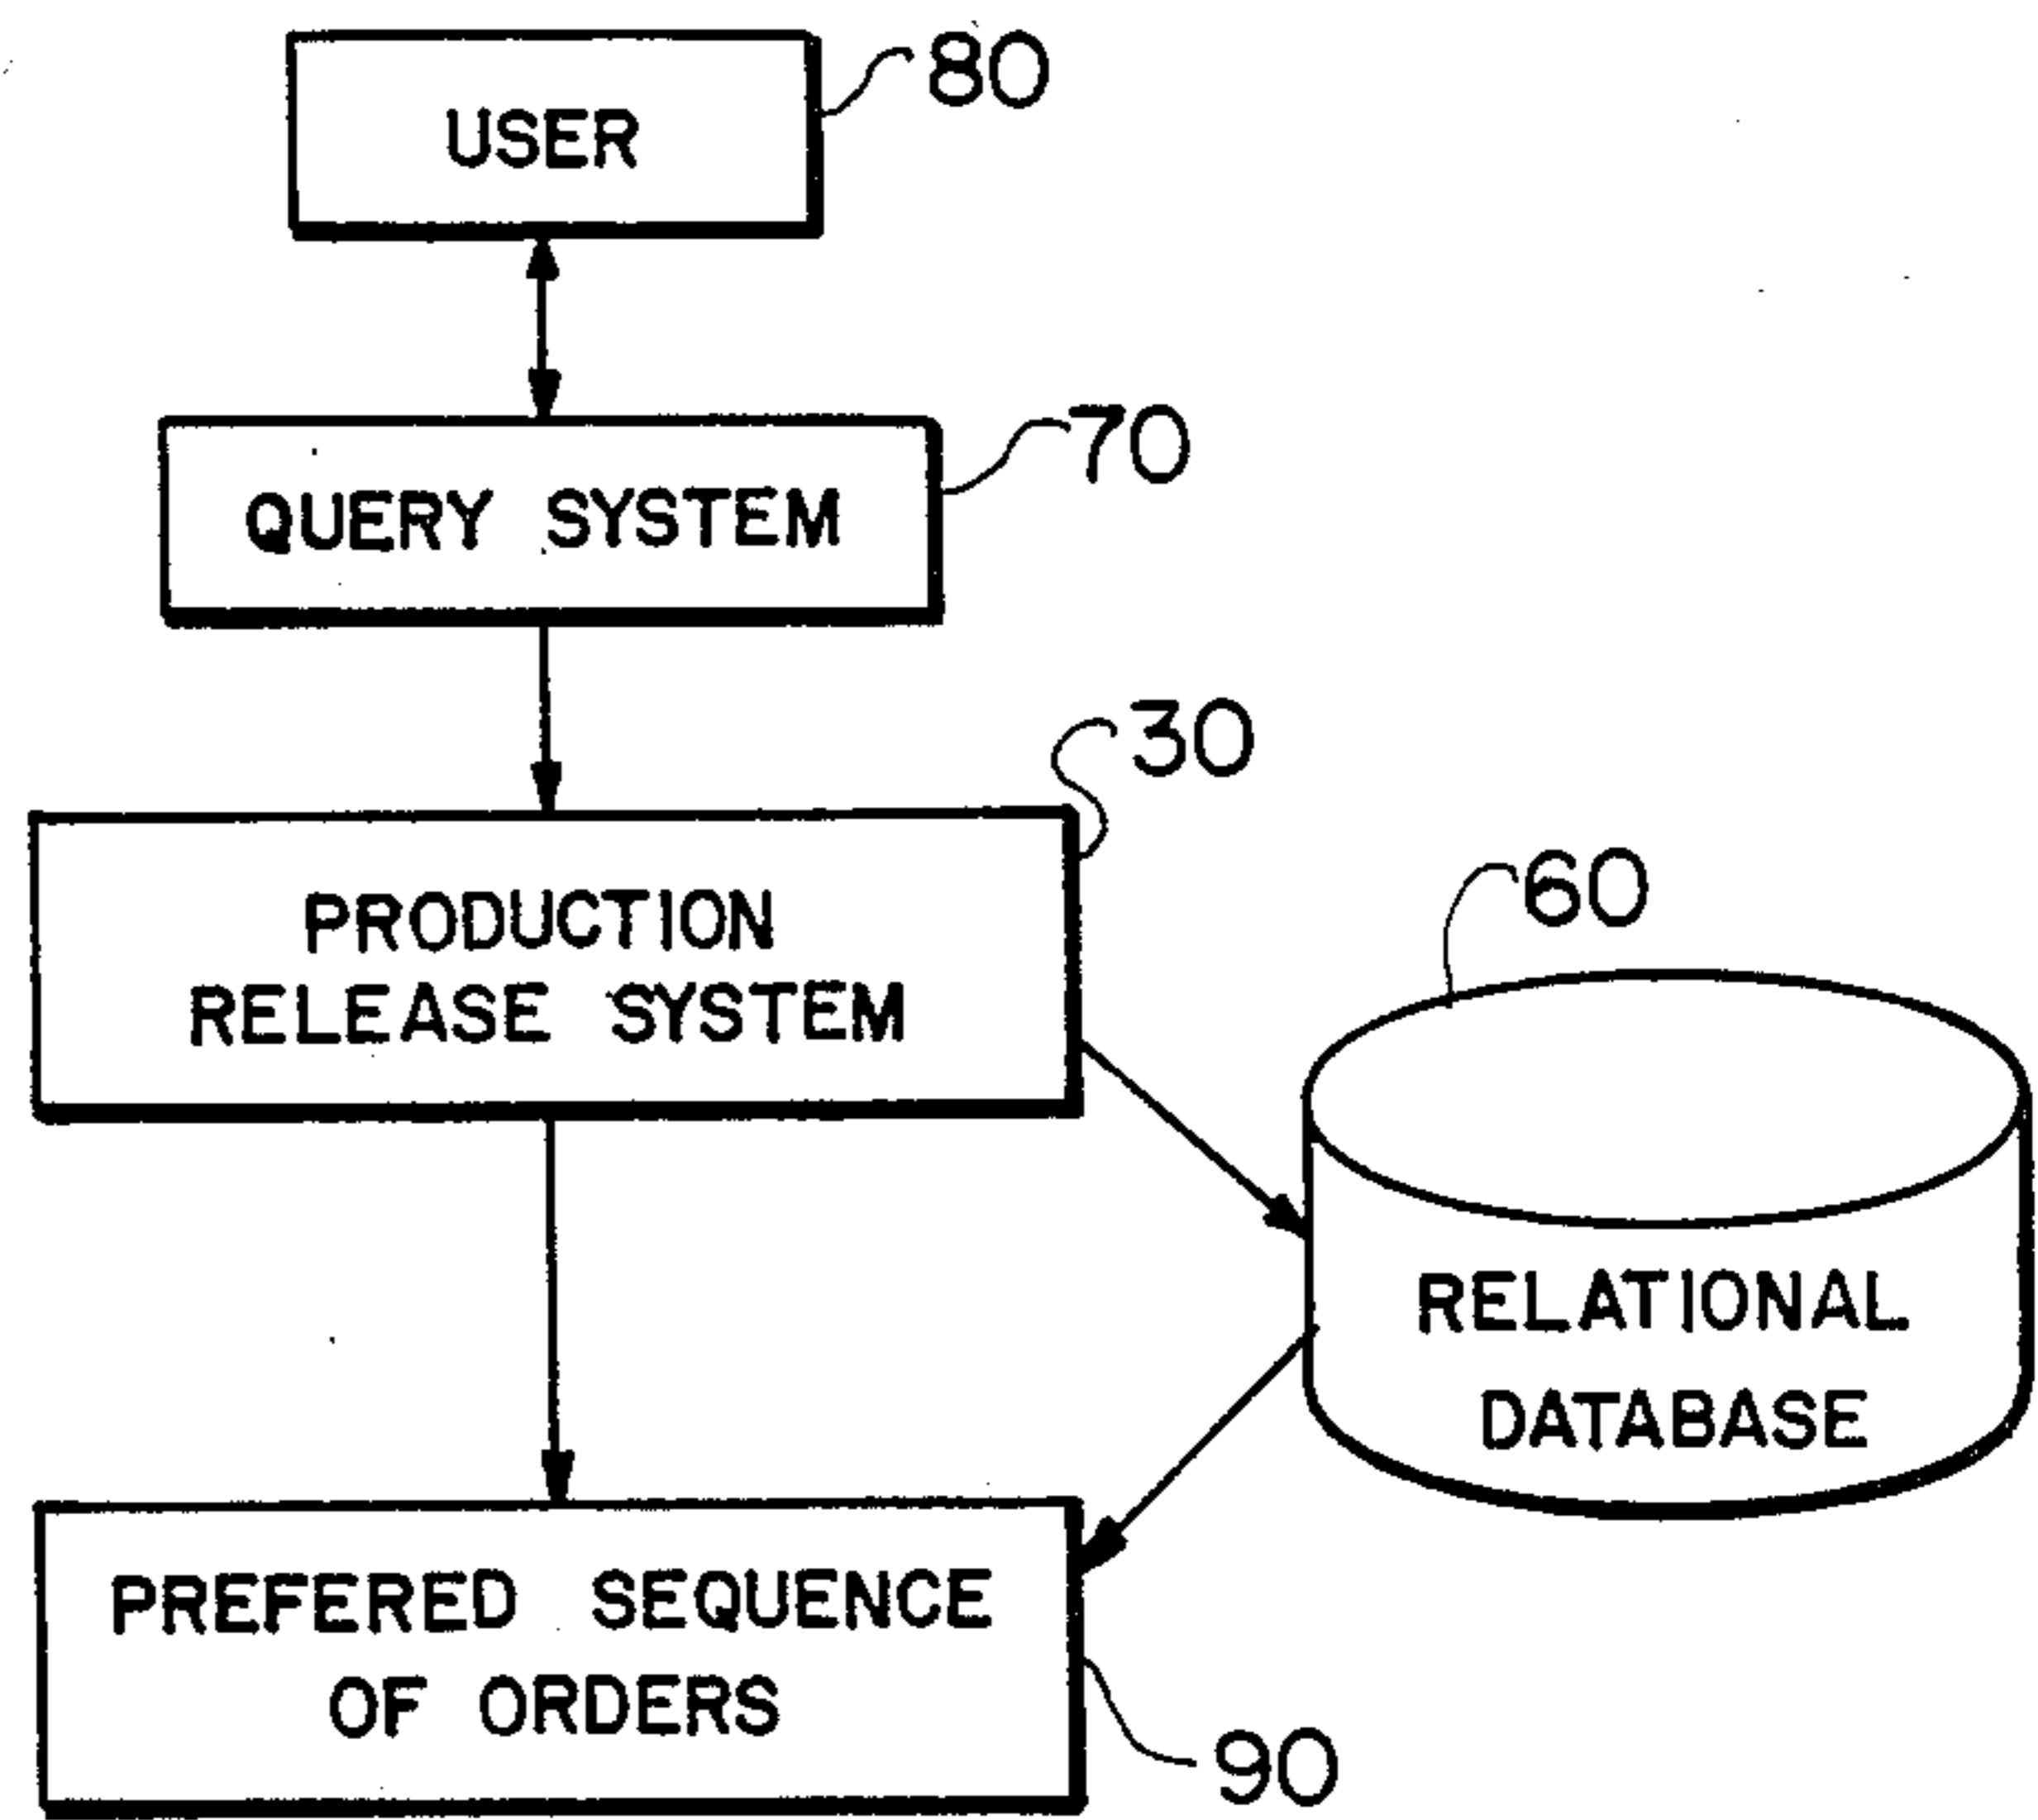 80
USER
70
QUERY SYSTEM
30
PRODUCTION
RELEASE SYSTEM
60
RELATIONAL
DATABASE
PREFERED SEQUENCE
OF ORDERS
90